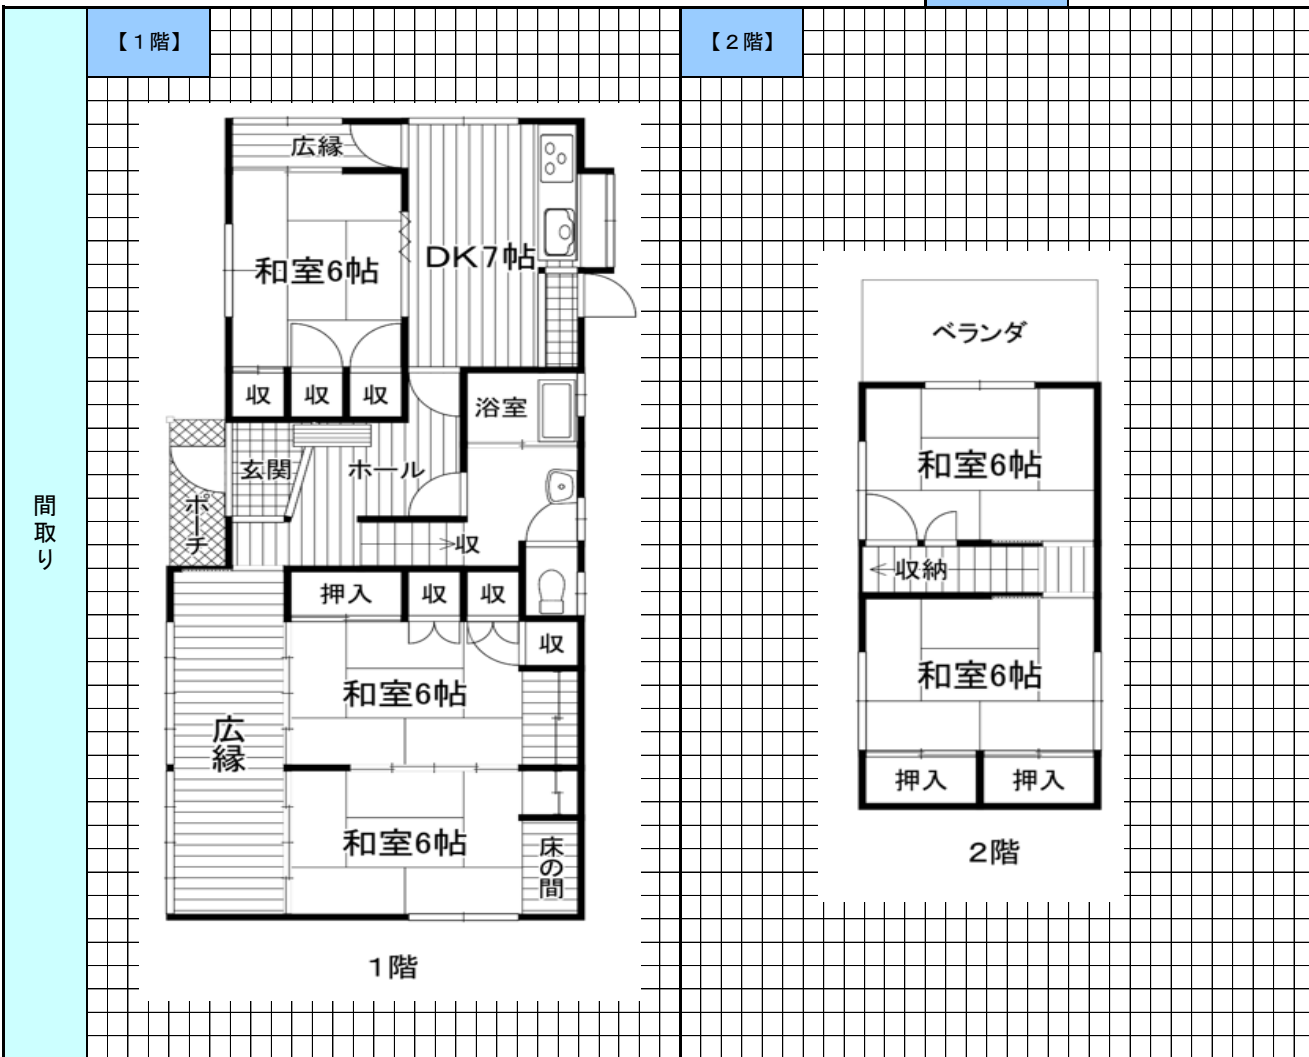 【１階】
【２階】
間取り
広縁
和室6帖
DK7帖
収
収
収
浴室
玄関
ホール
ポーチ
収
押入
収
収
収
和室6帖
広縁
和室6帖
床の間
1階
ベランダ
和室6帖
収納
和室6帖
押入
押入
2階